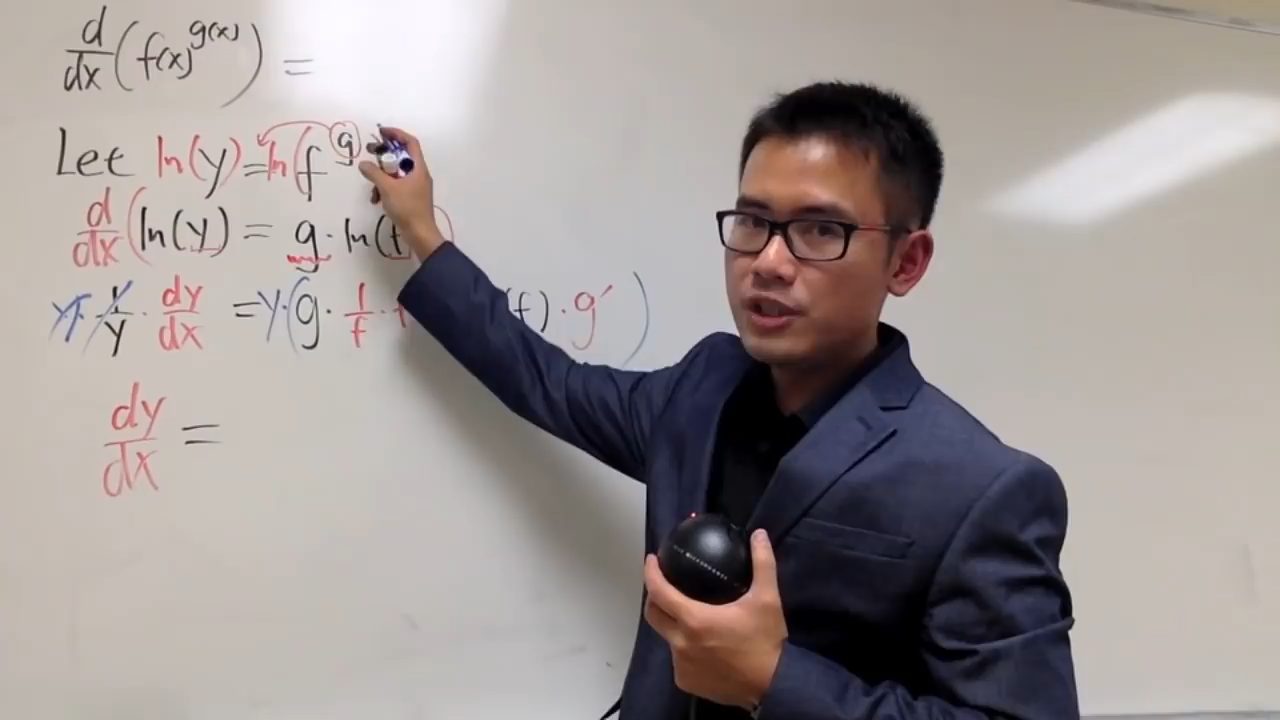 d/dx (f(x)^g(x)) =
Let ln(y) = ln(f^g
d/dx (ln(y) = g · ln(f)
y · 1/y · dy/dx = y · (g · 1/f · f (f) · g′)
dy/dx =